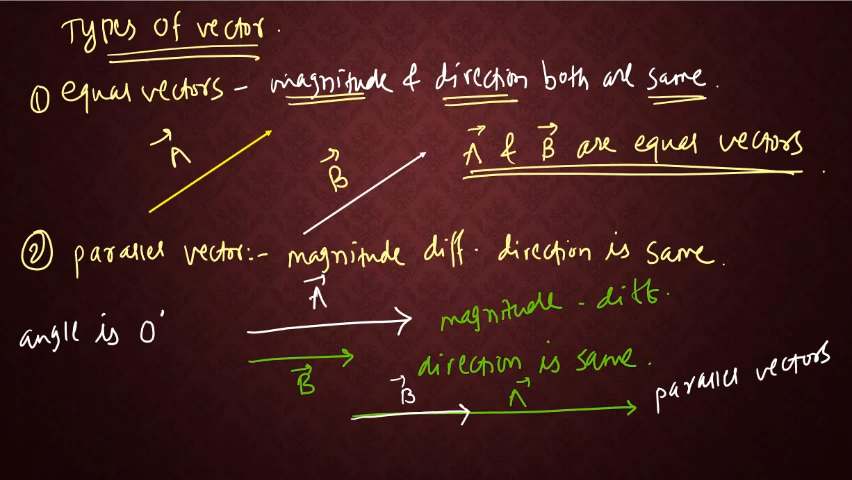 Types of vector.
① equal vectors - magnitude & direction both are same.
A
B
A & B are equal vectors.
② parallel vector:- magnitude diff. direction is same.
A
magnitude - diff.
angle is 0°
direction is same.
B
B A parallel vectors